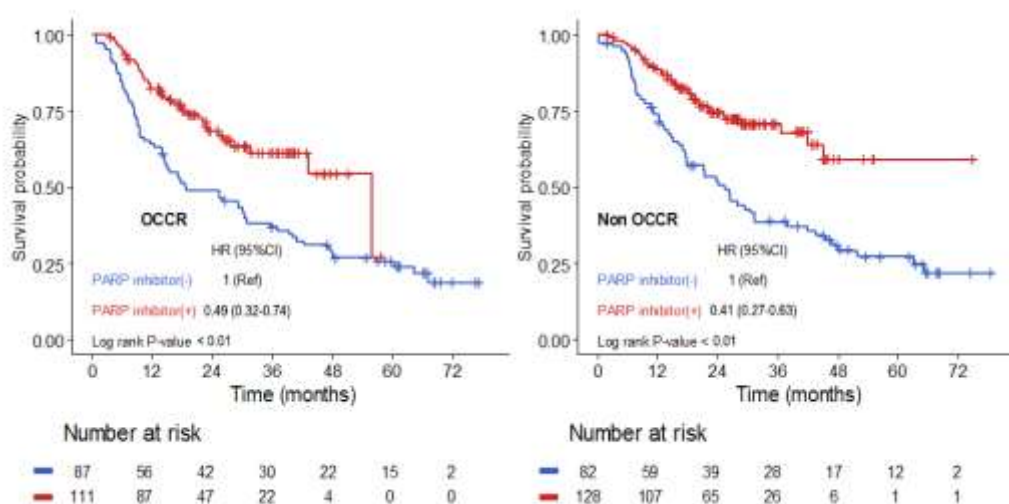 1.00
0.75
0.50
0.25
0.00
Survival probability
OCCR
HR (95%CI)
PARP inhibitor(-) 1 (Ref)
PARP inhibitor(+) 0.49 (0.32-0.74)
Log rank P-value < 0.01
0 12 24 36 48 60 72
Time (months)
Number at risk
87 56 42 30 22 15 2
111 87 47 22 4 0 0
1.00
0.75
0.50
0.25
0.00
Survival probability
Non OCCR
HR (95%CI)
PARP inhibitor(-) 1 (Ref)
PARP inhibitor(+) 0.41 (0.27-0.63)
Log rank P-value < 0.01
0 12 24 36 48 60 72
Time (months)
Number at risk
82 59 39 28 17 12 2
128 107 65 26 6 1 1